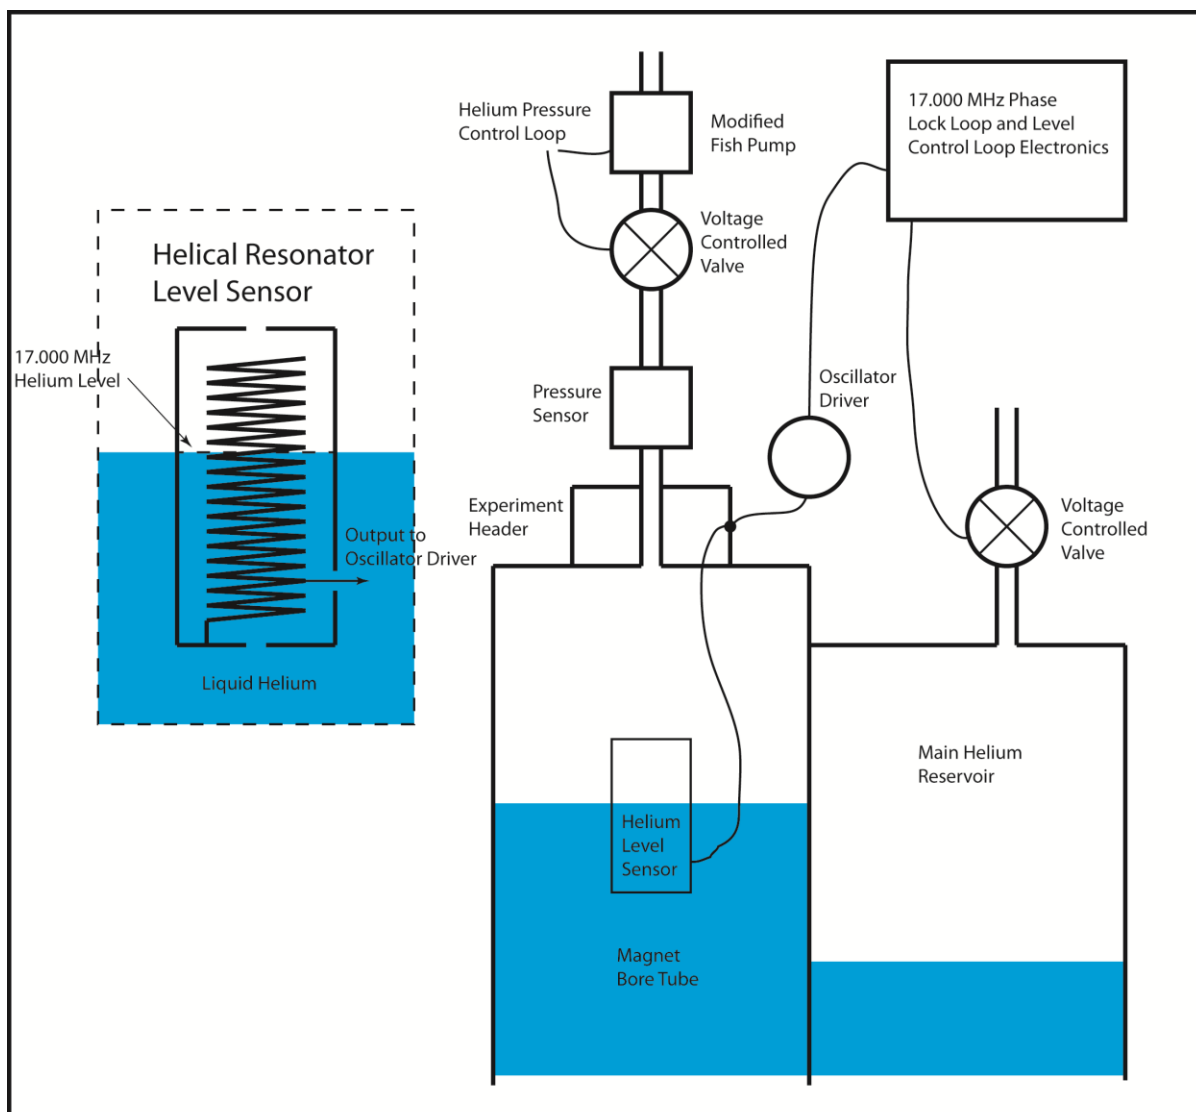 Helical Resonator
Level Sensor
17.000 MHz
Helium Level
Output to
Oscillator Driver
Liquid Helium
Helium Pressure
Control Loop
Modified
Fish Pump
Voltage
Controlled
Valve
Pressure
Sensor
Experiment
Header
Oscillator
Driver
17.000 MHz Phase
Lock Loop and Level
Control Loop Electronics
Voltage
Controlled
Valve
Helium
Level
Sensor
Magnet
Bore Tube
Main Helium
Reservoir